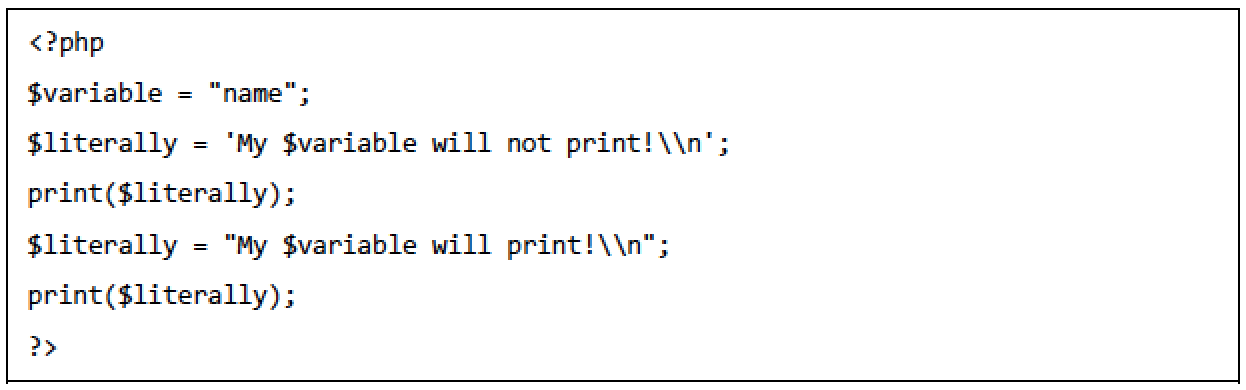 <?php
$variable = "name";
$literally = 'My $variable will not print!\\n';
print($literally);
$literally = "My $variable will print!\\n";
print($literally);
?>